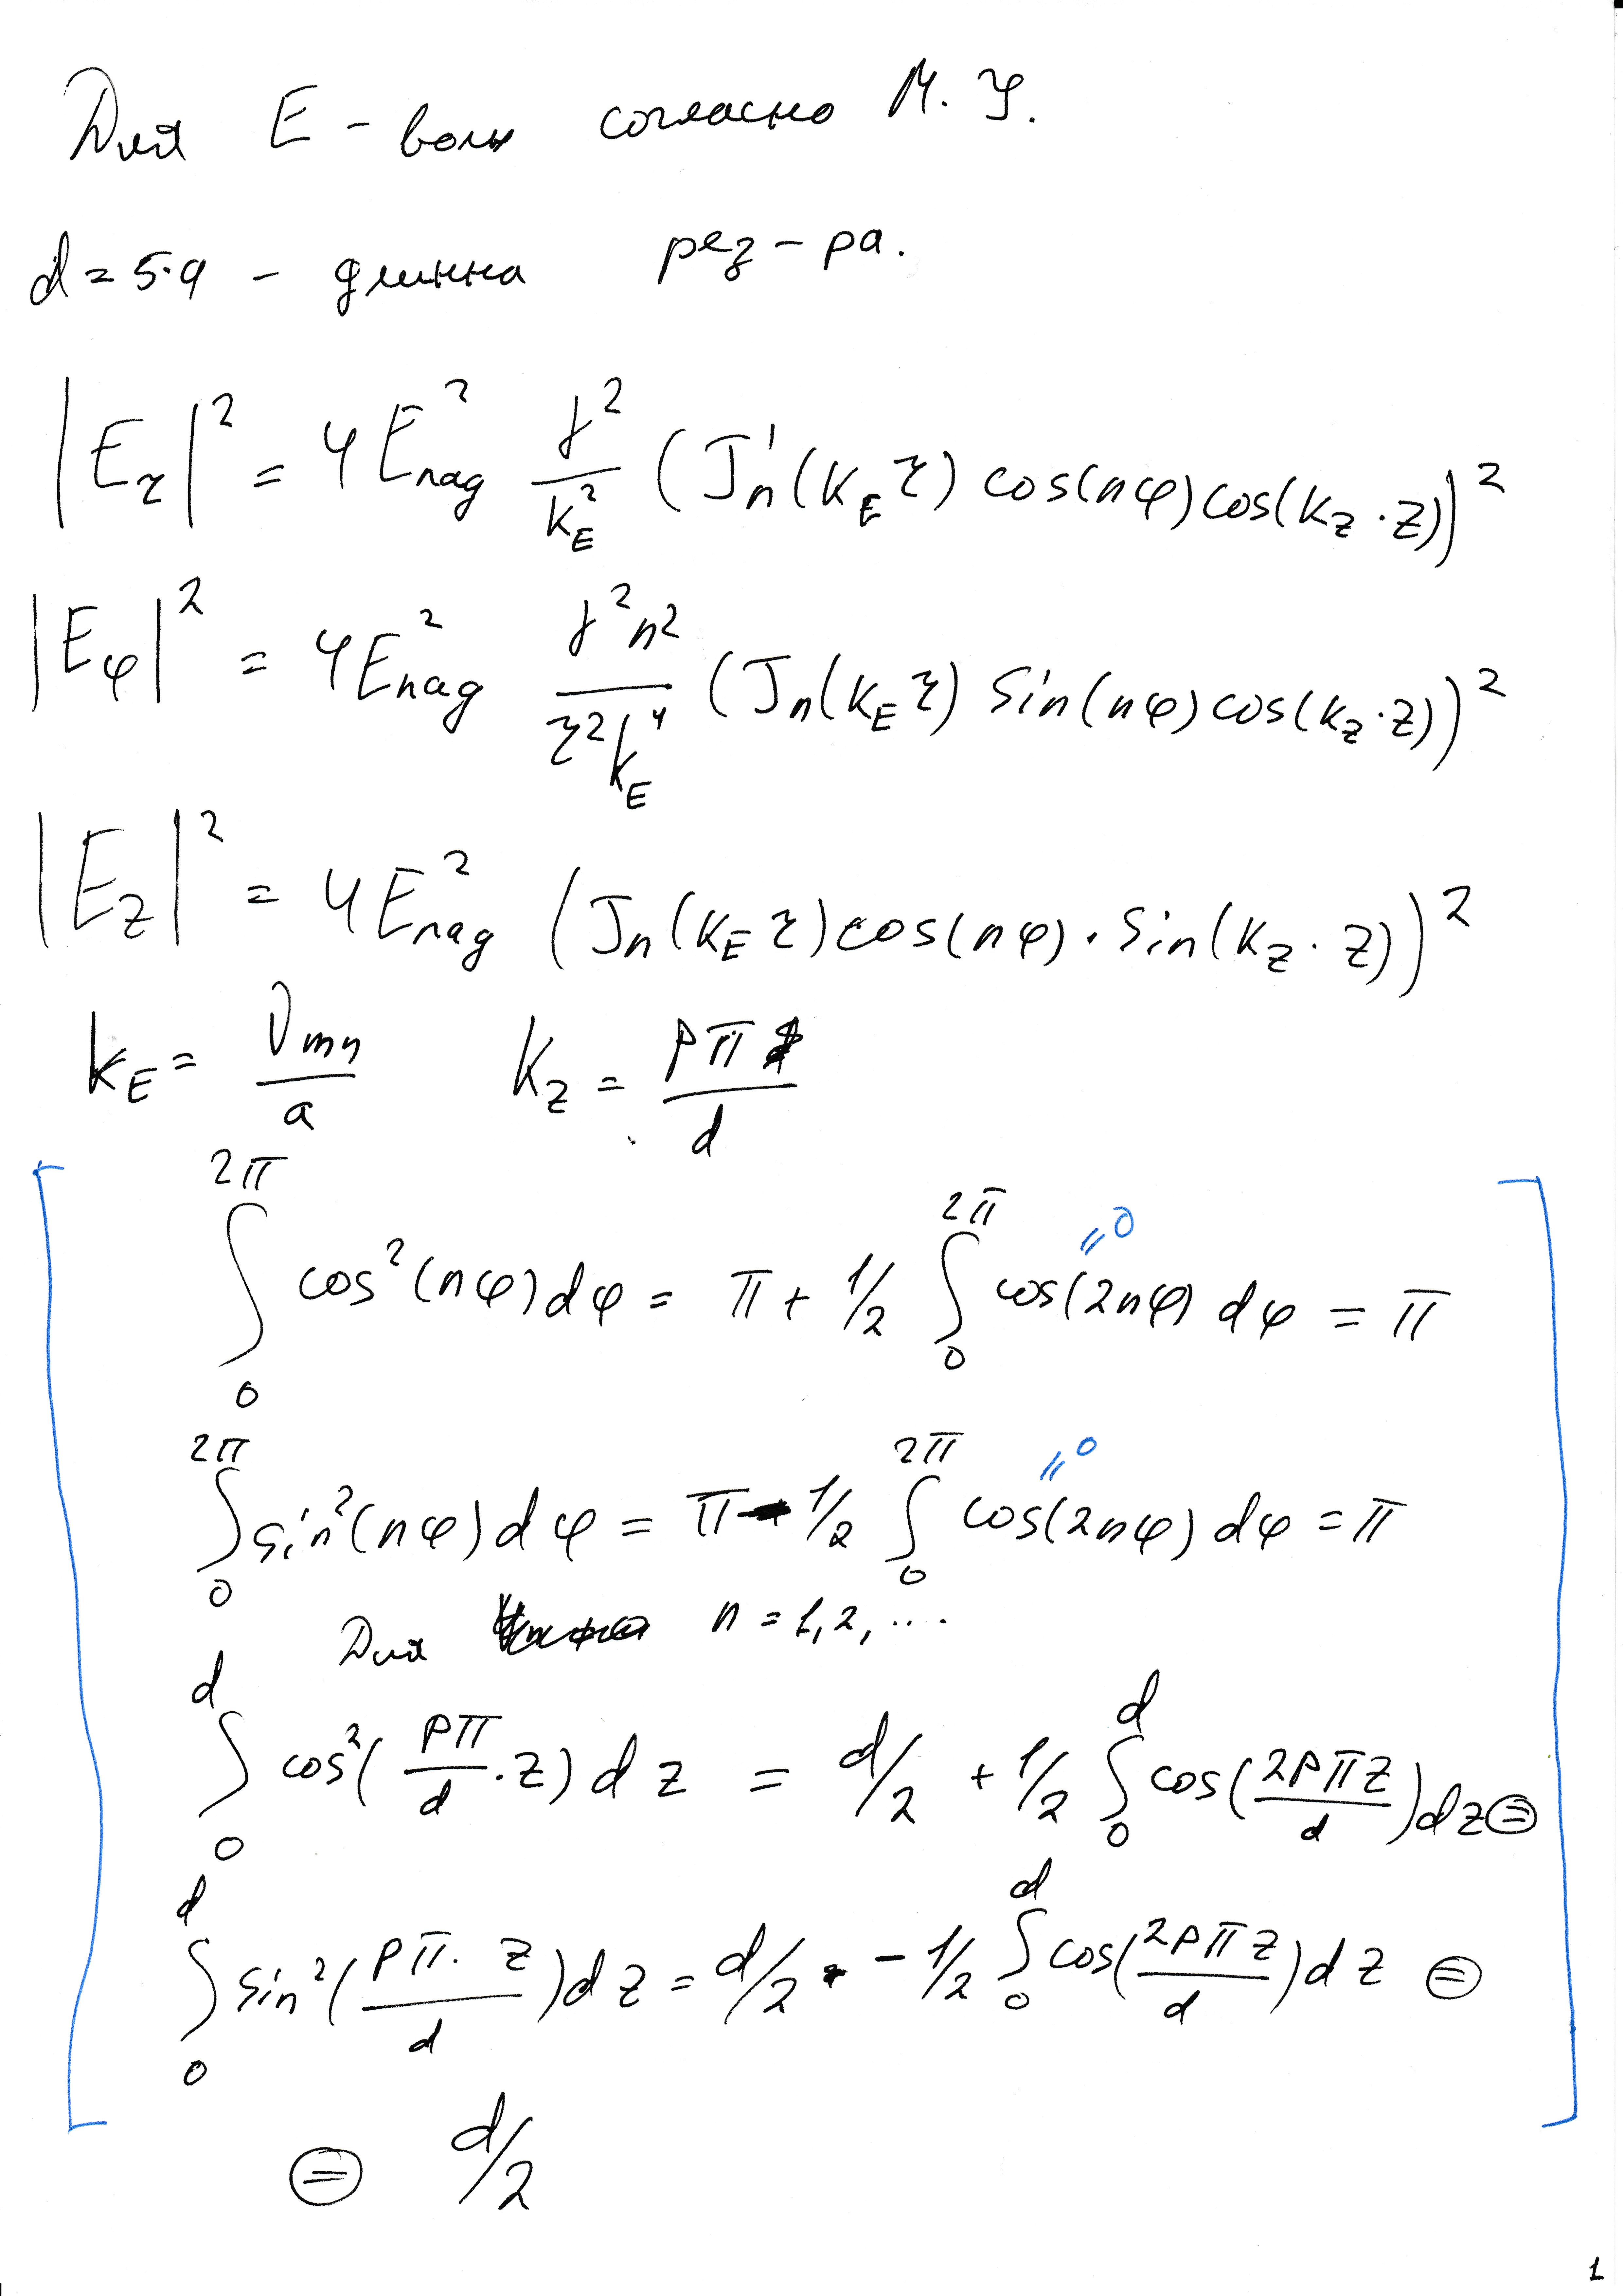 Для E - волн согласно М. У.
d = 5·a - длинна рез-ра.
|E_r|² = 4 E²_пад γ²/k_E² (J'_n(k_E r) cos(nφ) cos(k_z · z))²
|E_φ|² = 4 E²_пад γ²n²/r²k_E⁴ (J_n(k_E r) sin(nφ) cos(k_z · z))²
|E_z|² = 4 E²_пад (J_n(k_E r) cos(nφ) · sin(k_z · z))²
k_E = ν_mn/a k_z = pπ/d
∫₀^2π cos²(nφ) dφ = π + 1/2 ∫₀^2π cos(2nφ) dφ = π
=0
∫₀^2π sin²(nφ) dφ = π - 1/2 ∫₀^2π cos(2nφ) dφ = π
=0
Для n = 1, 2, ....
∫₀^d cos²(pπ/d · z) dz = d/2 + 1/2 ∫₀^d cos(2pπz/d) dz ⊜
∫₀^d sin²(pπ · z/d) dz = d/2 - 1/2 ∫₀^d cos(2pπz/d) dz ⊜
⊜ d/2
1